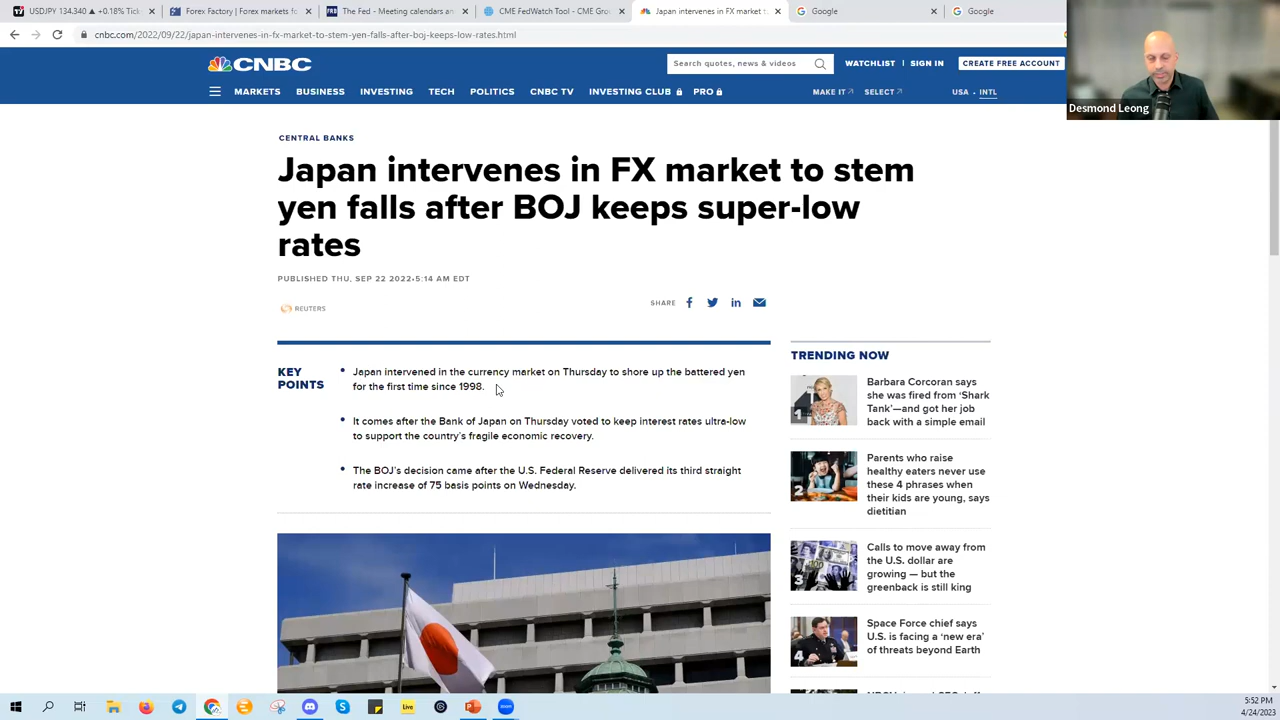 USDJPY 134.340 ▲ +0.18% Tick
Forex Factory | Forex markets fo
The Fed - Meeting calendars an
CME FedWatch Tool - CME Gro
Japan intervenes in FX market to
Google
Google
cnbc.com/2022/09/22/japan-intervenes-in-fx-market-to-stem-yen-falls-after-boj-keeps-low-rates.html
CNBC
Search quotes, news & videos
WATCHLIST | SIGN IN
CREATE FREE ACCOUNT
MARKETS BUSINESS INVESTING TECH POLITICS CNBC TV INVESTING CLUB PRO
MAKE IT SELECT USA • INTL
Desmond Leong
CENTRAL BANKS
Japan intervenes in FX market to stem
yen falls after BOJ keeps super-low
rates
PUBLISHED THU, SEP 22 2022•5:14 AM EDT
REUTERS
SHARE
KEY
POINTS
Japan intervened in the currency market on Thursday to shore up the battered yen
for the first time since 1998.
It comes after the Bank of Japan on Thursday voted to keep interest rates ultra-low
to support the country's fragile economic recovery.
The BOJ's decision came after the U.S. Federal Reserve delivered its third straight
rate increase of 75 basis points on Wednesday.
TRENDING NOW
1
Barbara Corcoran says
she was fired from 'Shark
Tank'—and got her job
back with a simple email
2
Parents who raise
healthy eaters never use
these 4 phrases when
their kids are young, says
dietitian
3
Calls to move away from
the U.S. dollar are
growing — but the
greenback is still king
4
Space Force chief says
U.S. is facing a 'new era'
of threats beyond Earth
Live
5:52 PM
4/24/2023